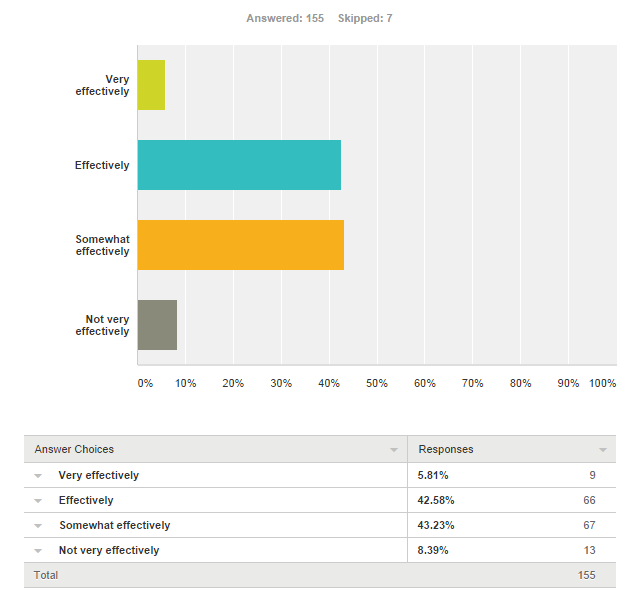 Answered: 155 Skipped: 7
Very
effectively
Effectively
Somewhat
effectively
Not very
effectively
0% 10% 20% 30% 40% 50% 60% 70% 80% 90% 100%
Answer Choices Responses
Very effectively 5.81% 9
Effectively 42.58% 66
Somewhat effectively 43.23% 67
Not very effectively 8.39% 13
Total 155